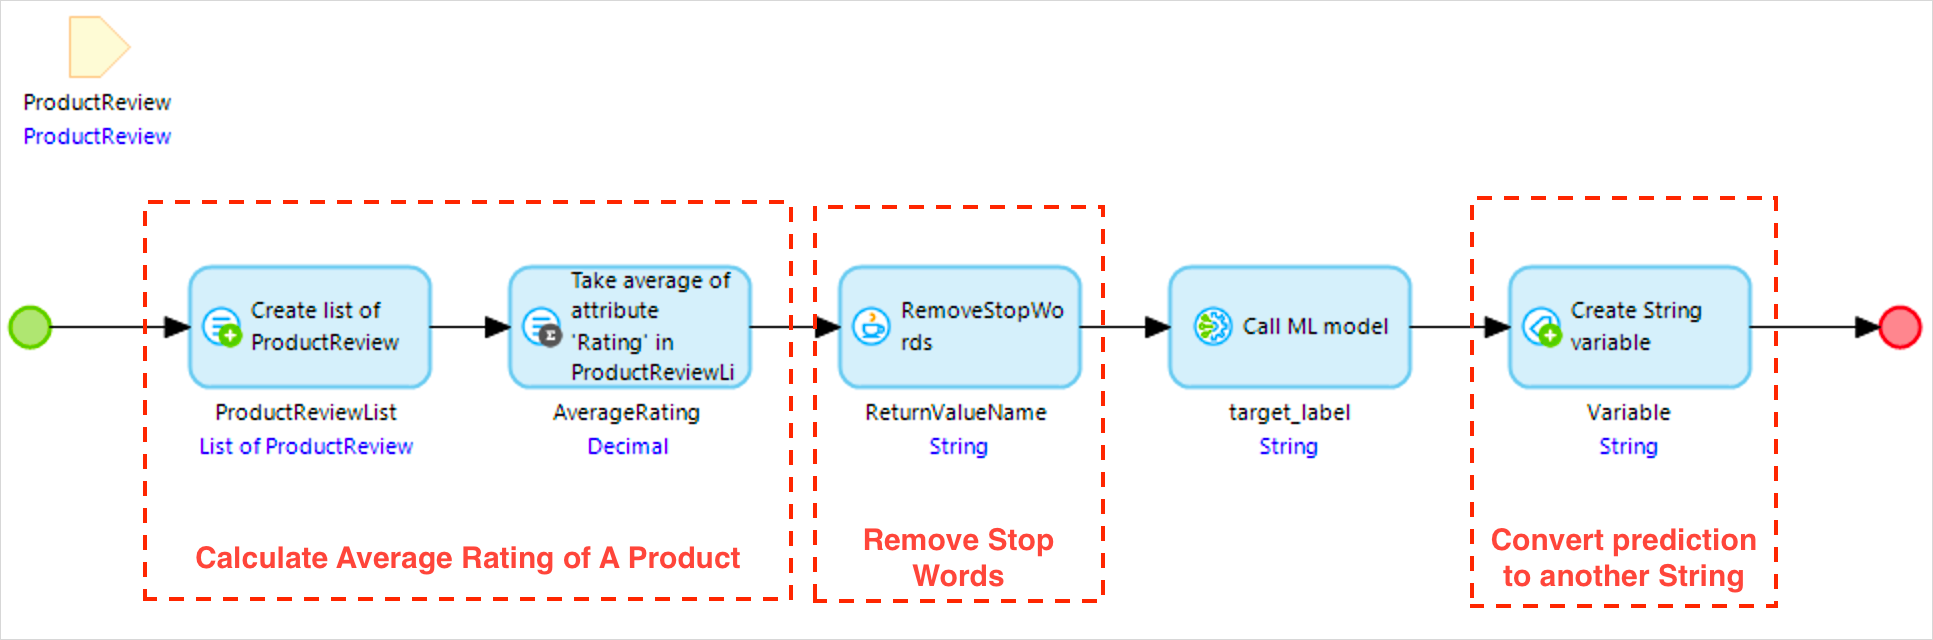 ProductReview
ProductReview
Create list of
ProductReview
ProductReviewList
List of ProductReview
Take average of
attribute
'Rating' in
ProductReviewLi
AverageRating
Decimal
Calculate Average Rating of A Product
RemoveStopWo
rds
ReturnValueName
String
Remove Stop
Words
Call ML model
target_label
String
Create String
variable
Variable
String
Convert prediction
to another String